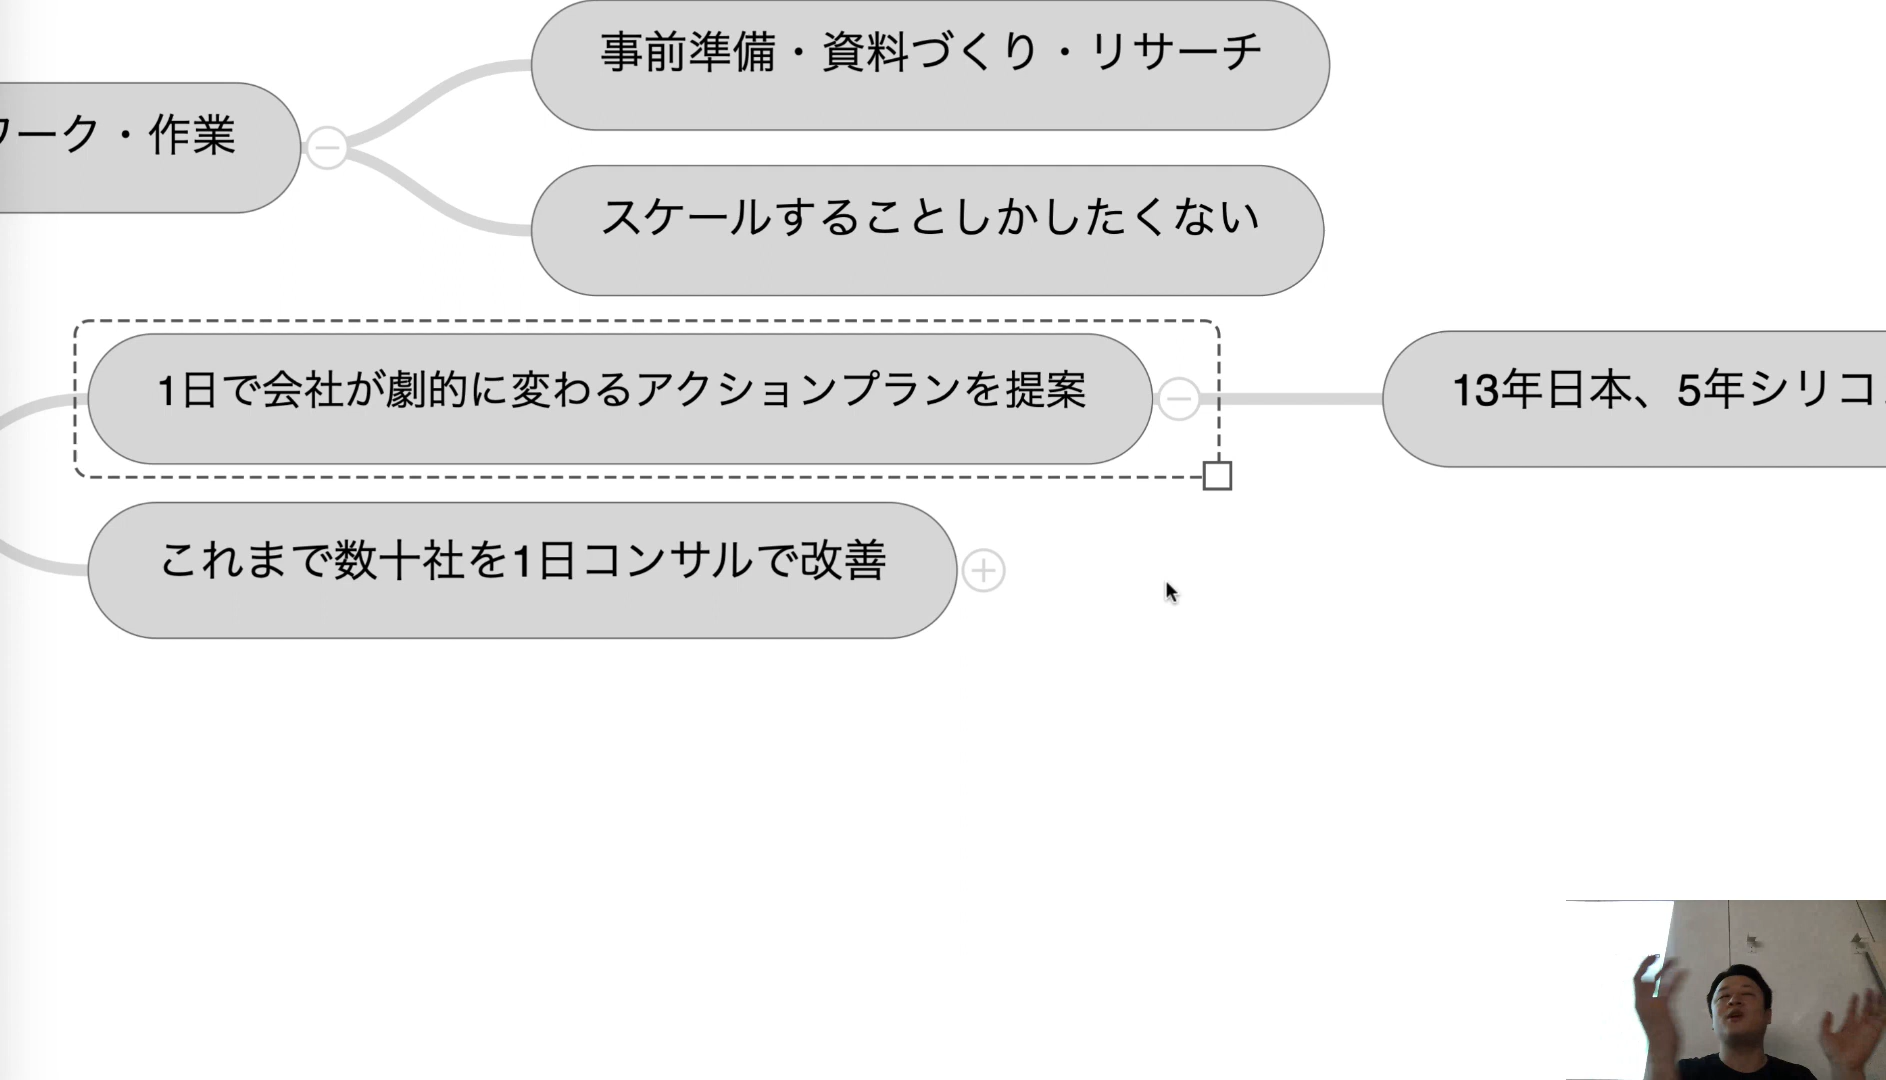 事前準備・資料づくり・リサーチ
ワーク・作業
スケールすることしかしたくない
1日で会社が劇的に変わるアクションプランを提案
13年日本、5年シリコ
これまで数十社を1日コンサルで改善